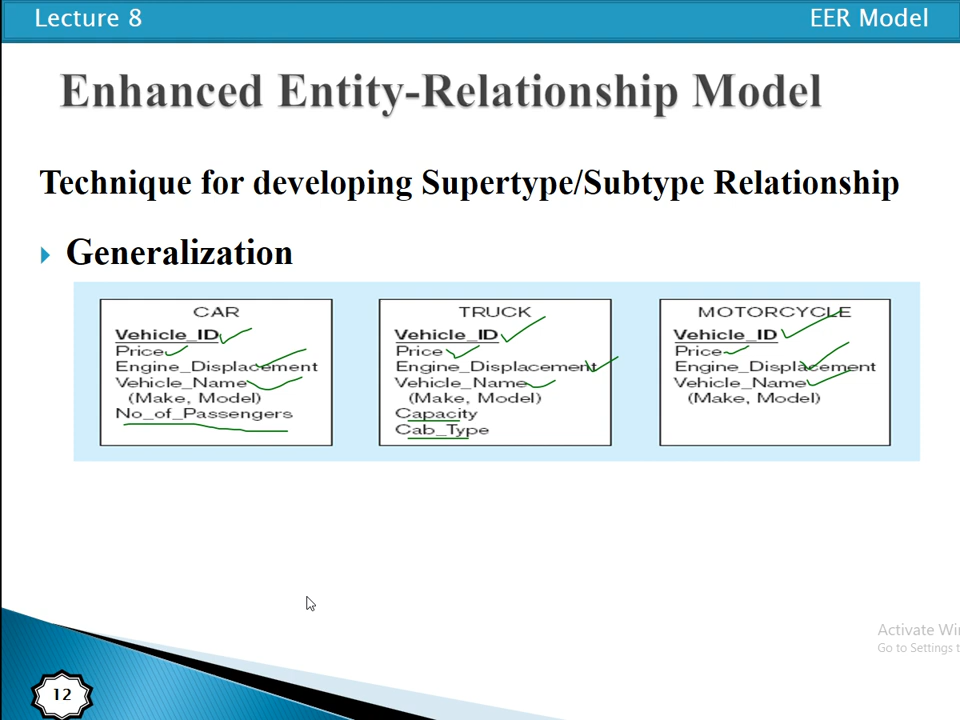 Lecture 8
EER Model
Enhanced Entity-Relationship Model
Technique for developing Supertype/Subtype Relationship
Generalization
CAR
Vehicle_ID
Price
Engine_Displacement
Vehicle_Name
(Make, Model)
No_of_Passengers
TRUCK
Vehicle_ID
Price
Engine_Displacement
Vehicle_Name
(Make, Model)
Capacity
Cab_Type
MOTORCYCLE
Vehicle_ID
Price
Engine_Displacement
Vehicle_Name
(Make, Model)
Activate Wi
Go to Settings t
12